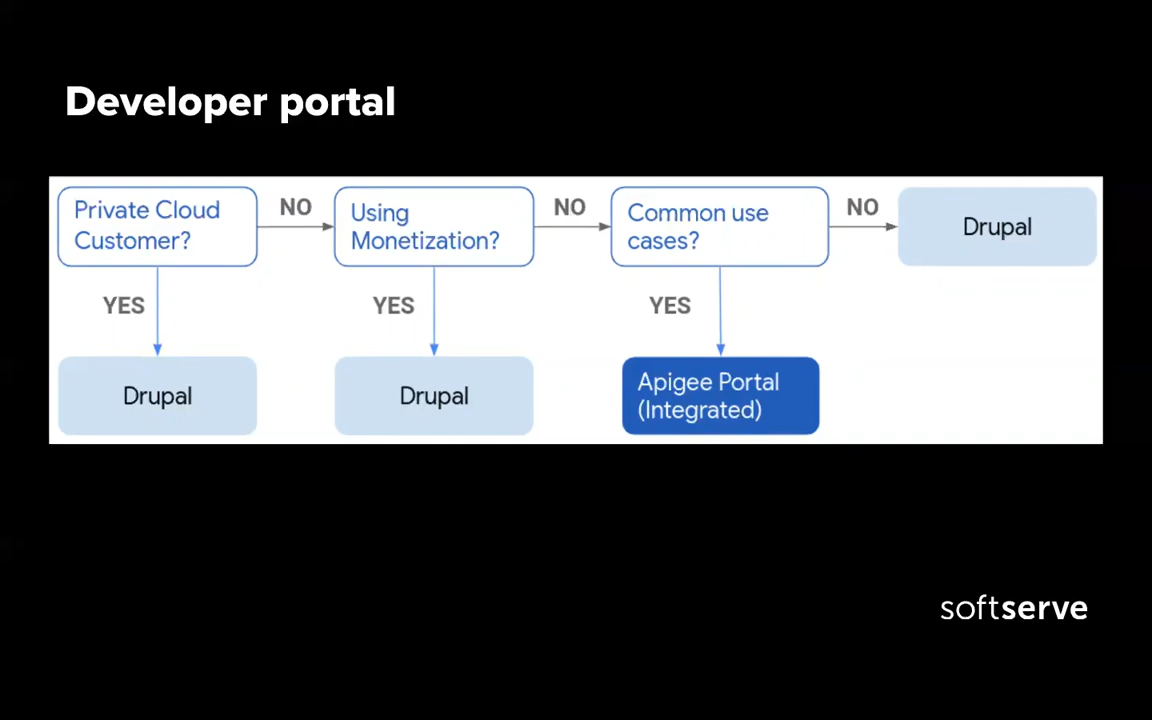 Developer portal
Private Cloud
Customer?
NO
Using
Monetization?
NO
Common use
cases?
NO
Drupal
YES
YES
YES
Drupal
Drupal
Apigee Portal
(Integrated)
softserve